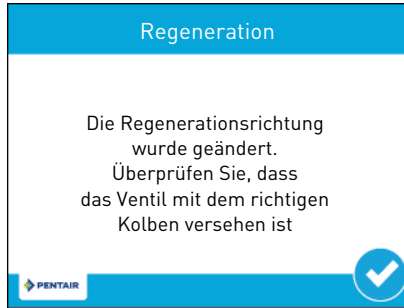 Regeneration
Die Regenerationsrichtung
wurde geändert.
Überprüfen Sie, dass
das Ventil mit dem richtigen
Kolben versehen ist
PENTAIR